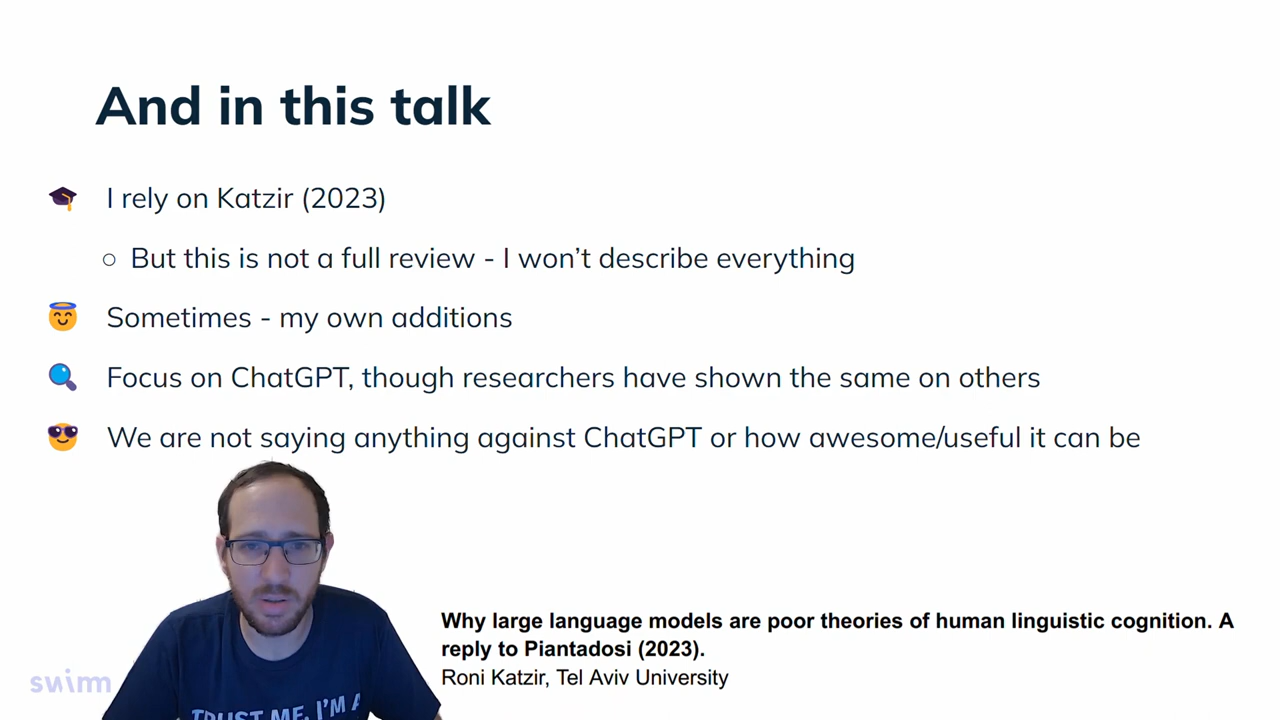 And in this talk
I rely on Katzir (2023)
But this is not a full review - I won’t describe everything
Sometimes - my own additions
Focus on ChatGPT, though researchers have shown the same on others
We are not saying anything against ChatGPT or how awesome/useful it can be
Why large language models are poor theories of human linguistic cognition. A
reply to Piantadosi (2023).
Roni Katzir, Tel Aviv University
swimm
TRUST ME, I'M A